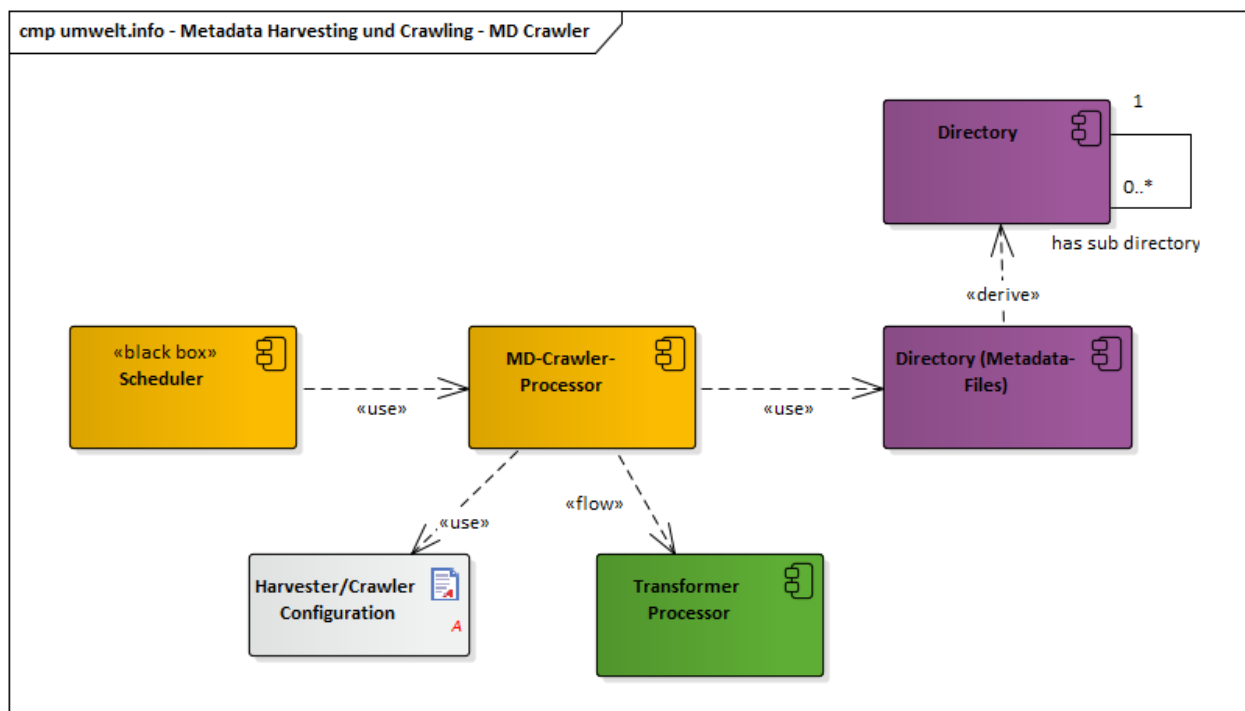 cmp umwelt.info - Metadata Harvesting und Crawling - MD Crawler
Directory
1
0..*
has sub directory
«derive»
«black box»
Scheduler
«use»
MD-Crawler-
Processor
«use»
Directory (Metadata-
Files)
«use»
«flow»
Harvester/Crawler
Configuration
A
Transformer
Processor